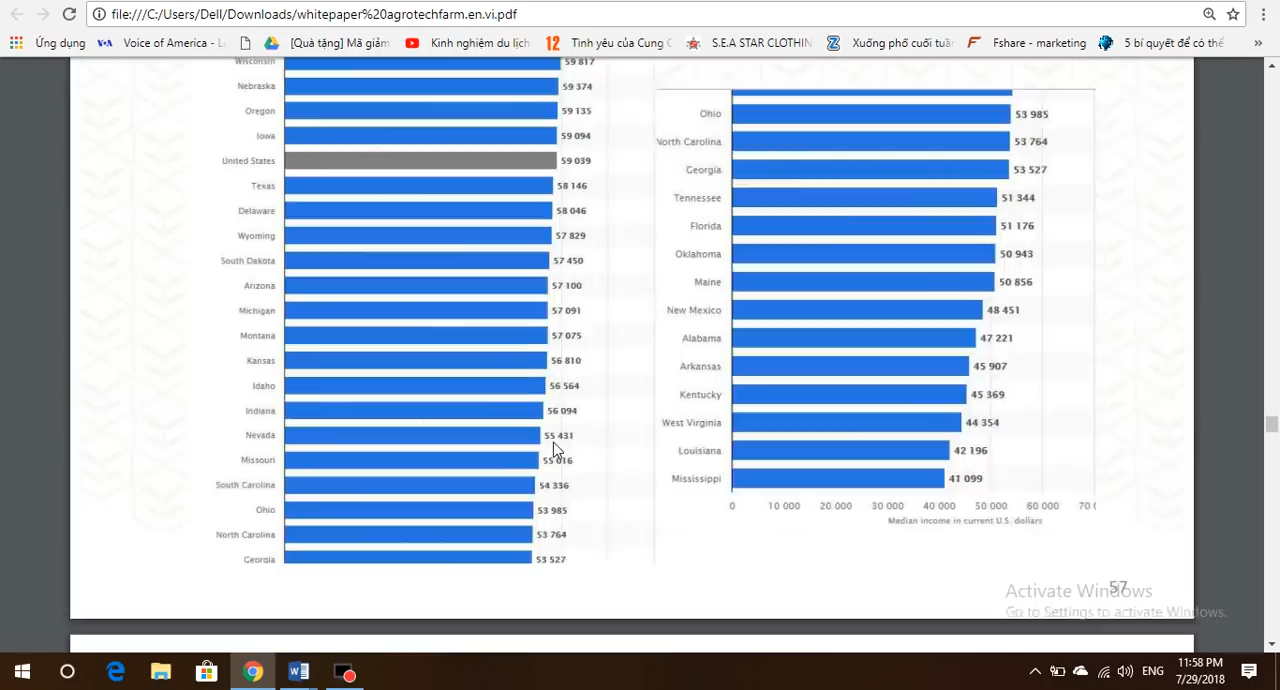 file:///C:/Users/Dell/Downloads/whitepaper%20agrotechfarm.en.vi.pdf
Ứng dụng
Voice of America - L
[Quà tặng] Mã giảm
Kinh nghiệm du lịch
Tình yêu của Cung C
S.E.A STAR CLOTHIN
Xuống phố cuối tuần
Fshare - marketing
5 bí quyết để có thể
»
Wisconsin 59 817
Nebraska 59 374
Oregon 59 135
Iowa 59 094
United States 59 039
Texas 58 146
Delaware 58 046
Wyoming 57 829
South Dakota 57 450
Arizona 57 100
Michigan 57 091
Montana 57 075
Kansas 56 810
Idaho 56 564
Indiana 56 094
Nevada 55 431
Missouri 55 016
South Carolina 54 336
Ohio 53 985
North Carolina 53 764
Georgia 53 527
Ohio 53 985
North Carolina 53 764
Georgia 53 527
Tennessee 51 344
Florida 51 176
Oklahoma 50 943
Maine 50 856
New Mexico 48 451
Alabama 47 221
Arkansas 45 907
Kentucky 45 369
West Virginia 44 354
Louisiana 42 196
Mississippi 41 099
0 10 000 20 000 30 000 40 000 50 000 60 000 70 0
Median income in current U.S. dollars
57
Activate Windows
Go to Settings to activate Windows.
ENG
11:58 PM
7/29/2018